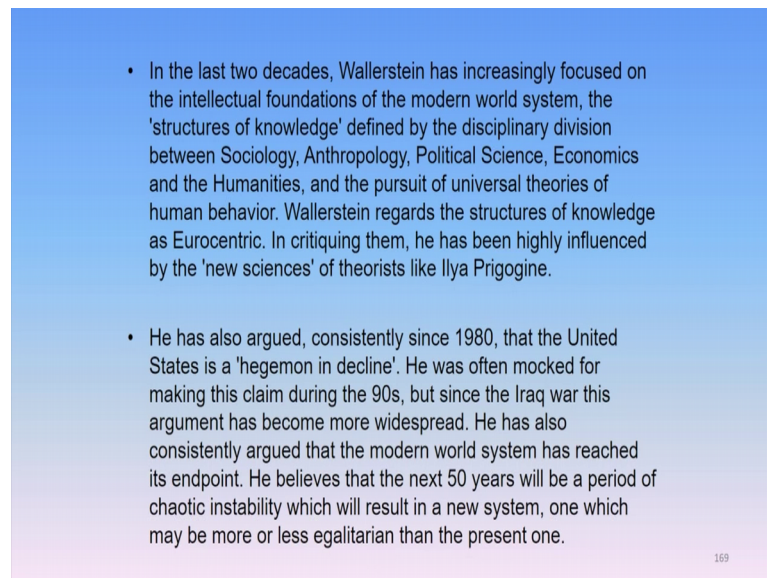 • In the last two decades, Wallerstein has increasingly focused on
the intellectual foundations of the modern world system, the
'structures of knowledge' defined by the disciplinary division
between Sociology, Anthropology, Political Science, Economics
and the Humanities, and the pursuit of universal theories of
human behavior. Wallerstein regards the structures of knowledge
as Eurocentric. In critiquing them, he has been highly influenced
by the 'new sciences' of theorists like Ilya Prigogine.
• He has also argued, consistently since 1980, that the United
States is a 'hegemon in decline'. He was often mocked for
making this claim during the 90s, but since the Iraq war this
argument has become more widespread. He has also
consistently argued that the modern world system has reached
its endpoint. He believes that the next 50 years will be a period of
chaotic instability which will result in a new system, one which
may be more or less egalitarian than the present one.
169